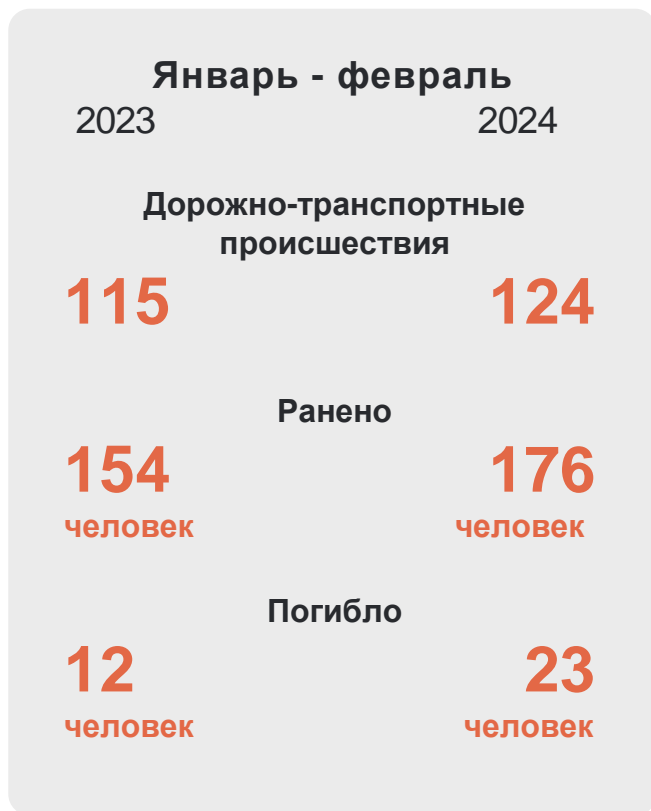 Январь - февраль
2023 2024
Дорожно-транспортные
происшествия
115 124
Ранено
154 176
человек человек
Погибло
12 23
человек человек